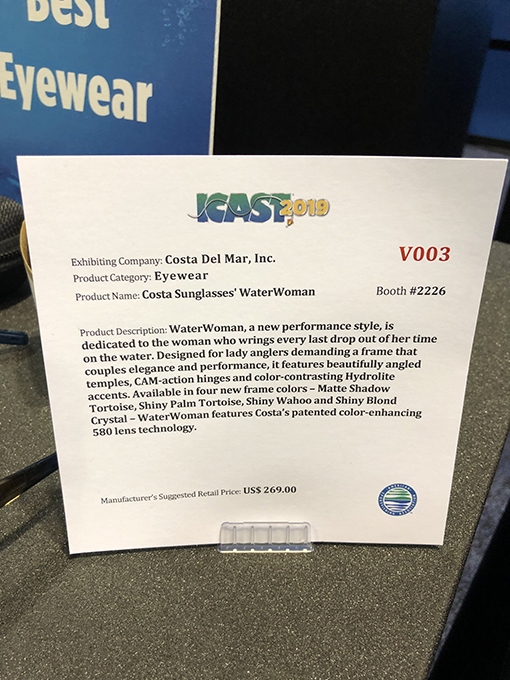 Best
Eyewear
ICAST 2019
Exhibiting Company: Costa Del Mar, Inc.
V003
Product Category: Eyewear
Product Name: Costa Sunglasses' WaterWoman
Booth #2226
Product Description: WaterWoman, a new performance style, is
dedicated to the woman who wrings every last drop out of her time
on the water. Designed for lady anglers demanding a frame that
couples elegance and performance, it features beautifully angled
temples, CAM-action hinges and color-contrasting Hydrolite
accents. Available in four new frame colors – Matte Shadow
Tortoise, Shiny Palm Tortoise, Shiny Wahoo and Shiny Blond
Crystal – WaterWoman features Costa's patented color-enhancing
580 lens technology.
Manufacturer's Suggested Retail Price: US$ 269.00